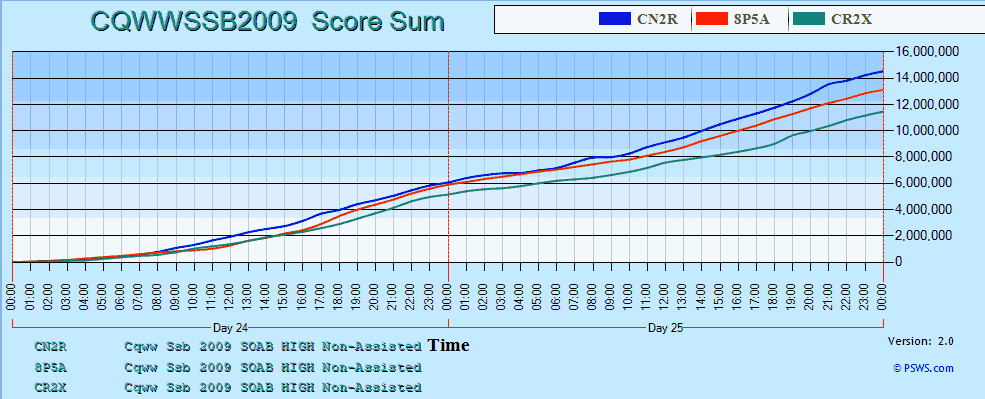 CQWWSSB2009 Score Sum
CN2R 8P5A CR2X
16,000,000
14,000,000
12,000,000
10,000,000
8,000,000
6,000,000
4,000,000
2,000,000
0
00:00 01:00 02:00 03:00 04:00 05:00 06:00 07:00 08:00 09:00 10:00 11:00 12:00 13:00 14:00 15:00 16:00 17:00 18:00 19:00 20:00 21:00 22:00 23:00 00:00 01:00 02:00 03:00 04:00 05:00 06:00 07:00 08:00 09:00 10:00 11:00 12:00 13:00 14:00 15:00 16:00 17:00 18:00 19:00 20:00 21:00 22:00 23:00 00:00
Day 24 Day 25
CN2R Cqww Ssb 2009 SOAB HIGH Non-Assisted Time Version: 2.0
8P5A Cqww Ssb 2009 SOAB HIGH Non-Assisted © PSWS.com
CR2X Cqww Ssb 2009 SOAB HIGH Non-Assisted